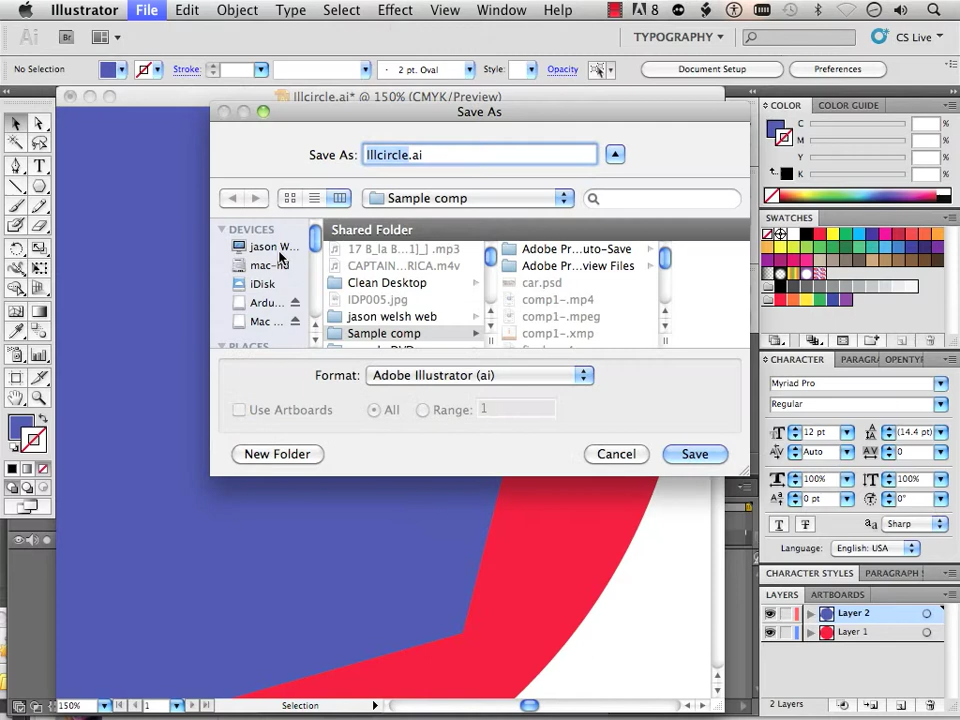 Illustrator File Edit Object Type Select Effect View Window Help
8
Ai Br TYPOGRAPHY CS Live
No Selection Stroke: 2 pt. Oval Style: Opacity Document Setup Preferences
Illcircle.ai* @ 150% (CMYK/Preview)
Save As
Save As: Illcircle.ai
Sample comp
DEVICES
jason W...
mac-hd
iDisk
Ardu...
Mac ...
PLACES
Shared Folder
17 B_la B...1]_] .mp3
CAPTAIN...RICA.m4v
Clean Desktop
IDP005.jpg
jason welsh web
Sample comp
Adobe Pr...uto-Save
Adobe Pr...view Files
car.psd
comp1-.mp4
comp1-.mpeg
comp1-.xmp
Format: Adobe Illustrator (ai)
Use Artboards All Range: 1
New Folder Cancel Save
COLOR COLOR GUIDE
C %
M %
Y %
K %
SWATCHES
CHARACTER PARAGR OPENTY
Myriad Pro
Regular
12 pt (14.4 pt)
Auto 0
100% 100%
0 pt 0°
T T aa Sharp
Language: English: USA
CHARACTER STYLES PARAGRAPH
LAYERS ARTBOARDS
Layer 2
Layer 1
2 Layers
150% 1 Selection